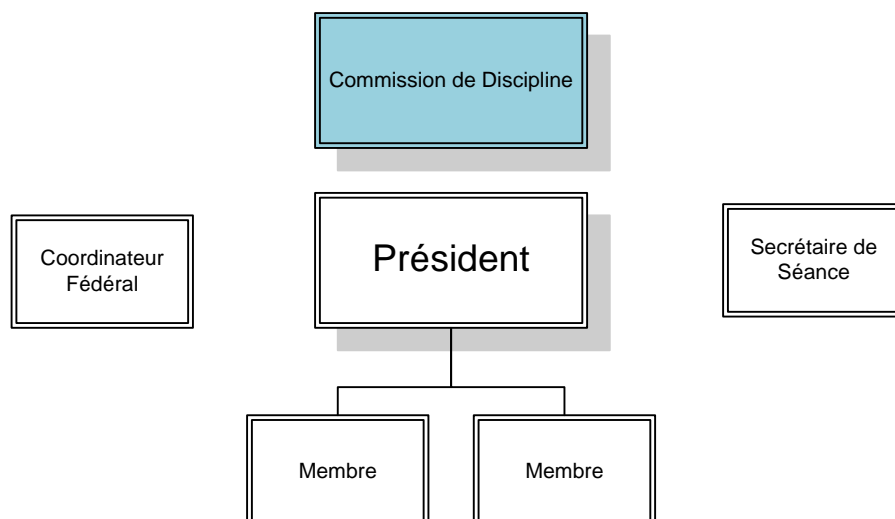 Commission de Discipline
Coordinateur
Fédéral
Président
Secrétaire de
Séance
Membre
Membre